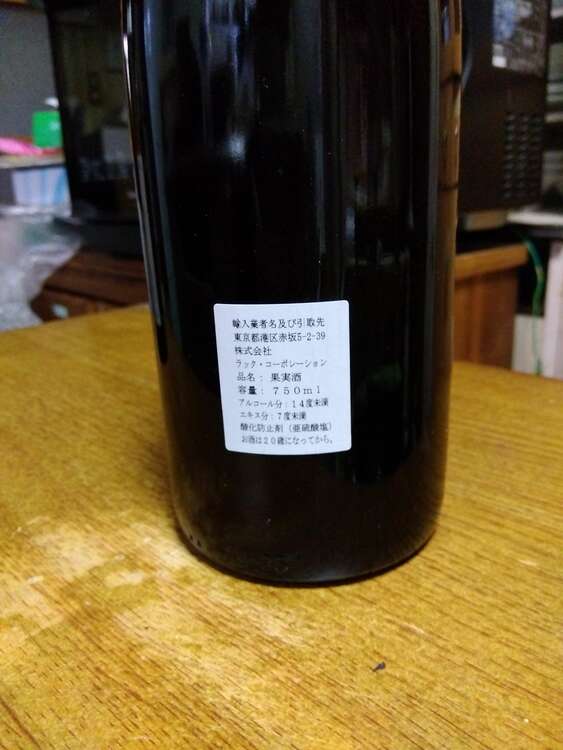 輸入業者名及び引取先
東京都港区赤坂5-2-39
株式会社
ラック・コーポレーション
品名：果実酒
容量：７５０ｍｌ
アルコール分：１４度未満
エキス分：７度未満
酸化防止剤（亜硫酸塩）
お酒は２０歳になってから。